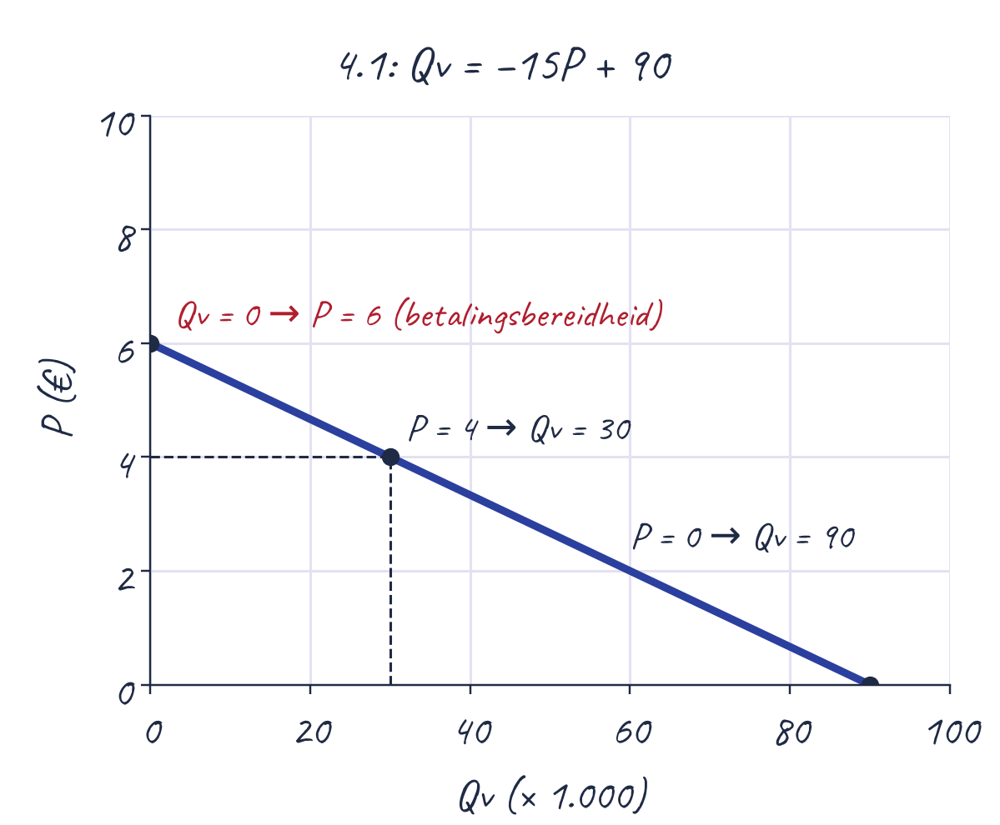 4.1: Qv = −15P + 90
10
8
Qv = 0 → P = 6 (betalingsbereidheid)
6
P (€)
P = 4 → Qv = 30
4
P = 0 → Qv = 90
2
0
0 20 40 60 80 100
Qv (× 1.000)